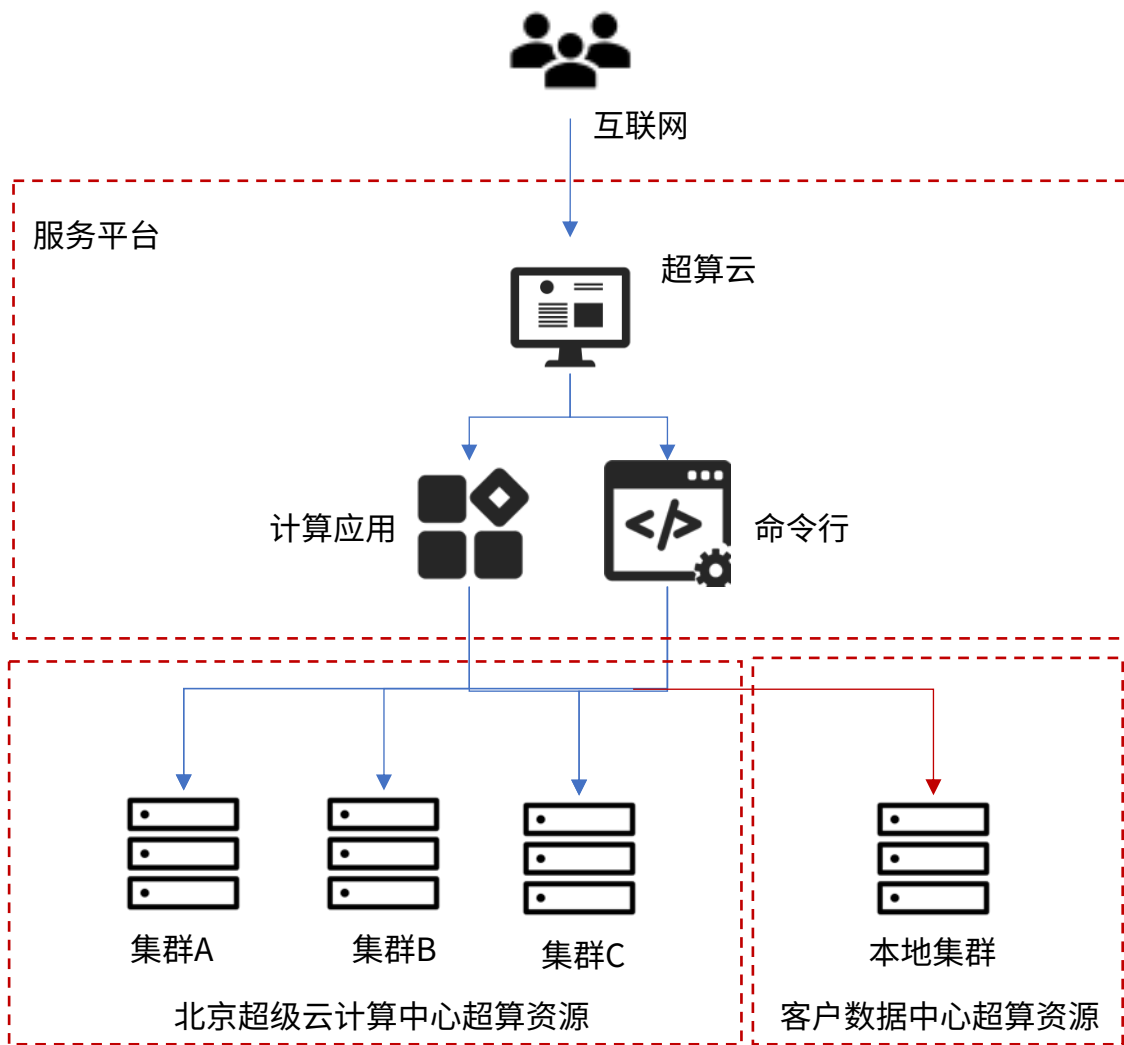 互联网
服务平台
超算云
计算应用
命令行
集群A
集群B
集群C
本地集群
北京超级云计算中心超算资源
客户数据中心超算资源